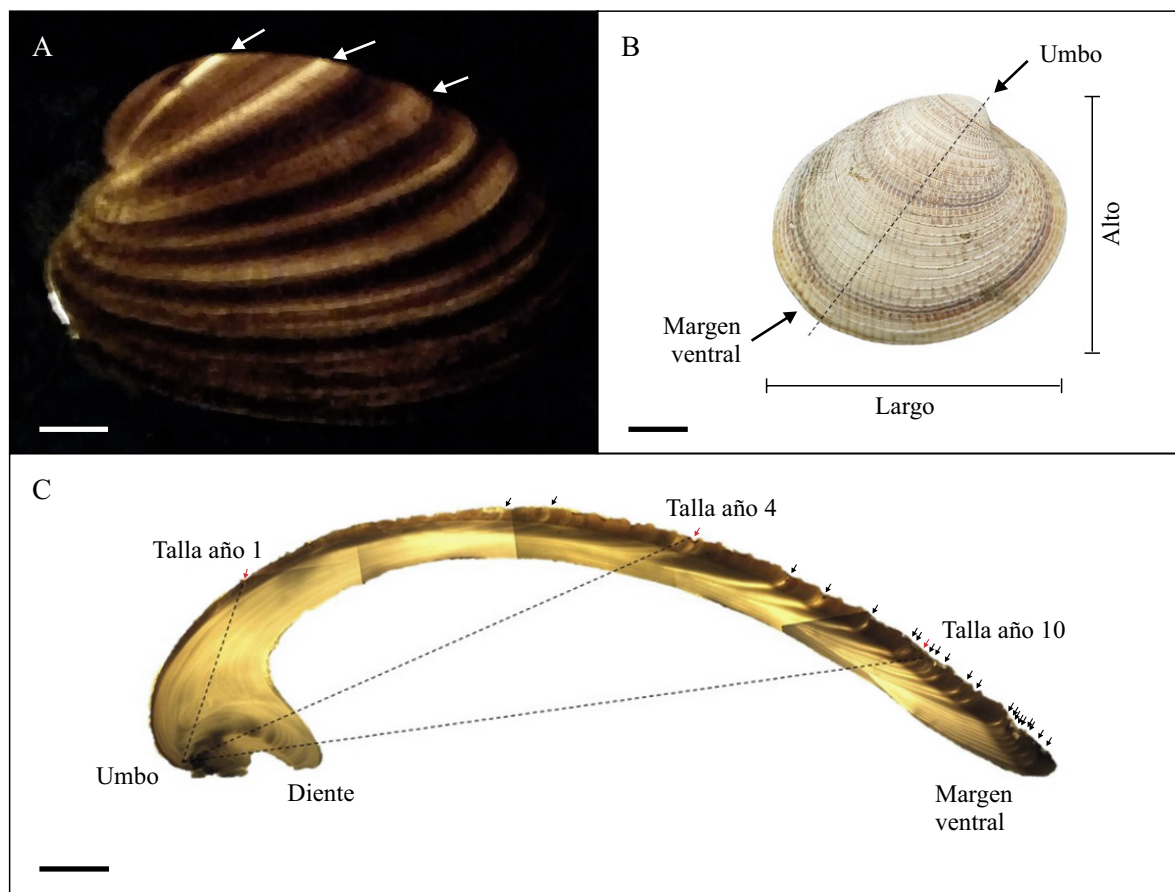 A
B
Umbo
Alto
Margen
ventral
Largo
C
Talla año 1
Talla año 4
Talla año 10
Umbo
Diente
Margen
ventral